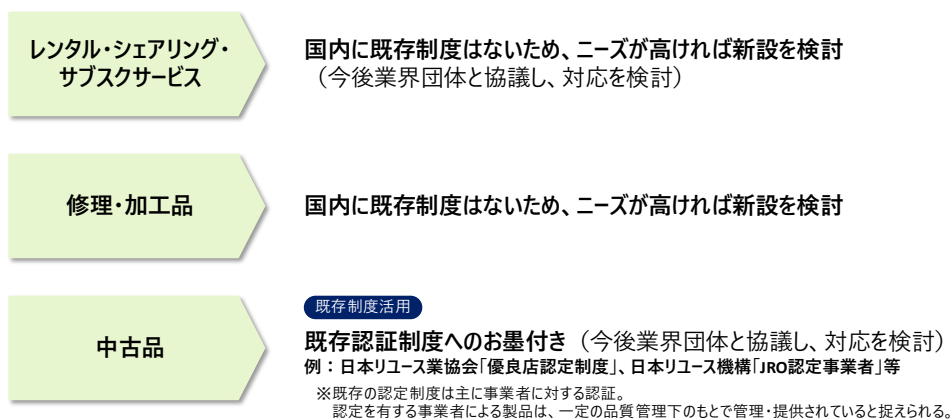 レンタル・シェアリング・
サブスクサービス
国内に既存制度はないため、ニーズが高ければ新設を検討
（今後業界団体と協議し、対応を検討）
修理・加工品
国内に既存制度はないため、ニーズが高ければ新設を検討
中古品
既存制度活用
既存認証制度へのお墨付き（今後業界団体と協議し、対応を検討）
例：日本リユース業協会「優良店認定制度」、日本リユース機構「JRO認定事業者」等
※既存の認定制度は主に事業者に対する認証。
認定を有する事業者による製品は、一定の品質管理下のもとで管理・提供されていると捉えられる。